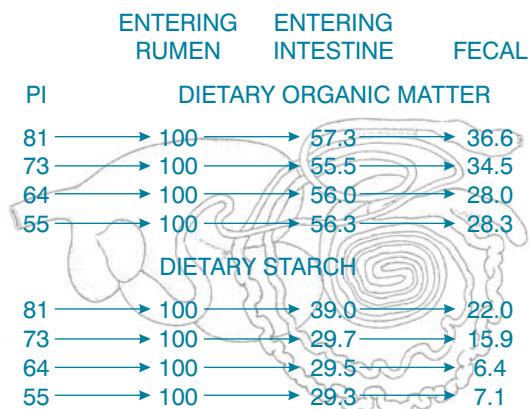 ENTERING ENTERING
RUMEN INTESTINE FECAL
PI DIETARY ORGANIC MATTER
81 100 57.3 36.6
73 100 55.5 34.5
64 100 56.0 28.0
55 100 56.3 28.3
DIETARY STARCH
81 100 39.0 22.0
73 100 29.7 15.9
64 100 29.5 6.4
55 100 29.3 7.1